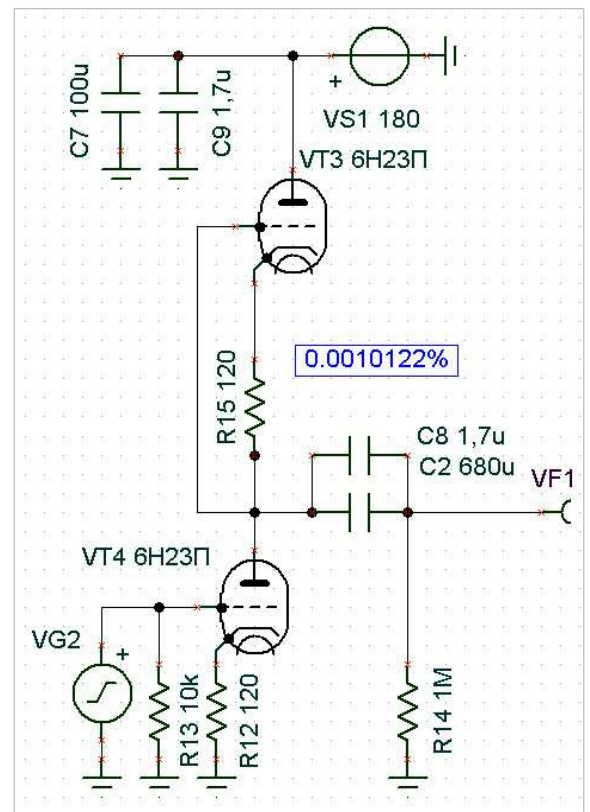 C7 100u
C9 1,7u
+
VS1 180
VT3 6Н23П
R15 120
0.0010122%
C8 1,7u
C2 680u
VF1
VT4 6Н23П
VG2
+
R13 10k
R12 120
R14 1M